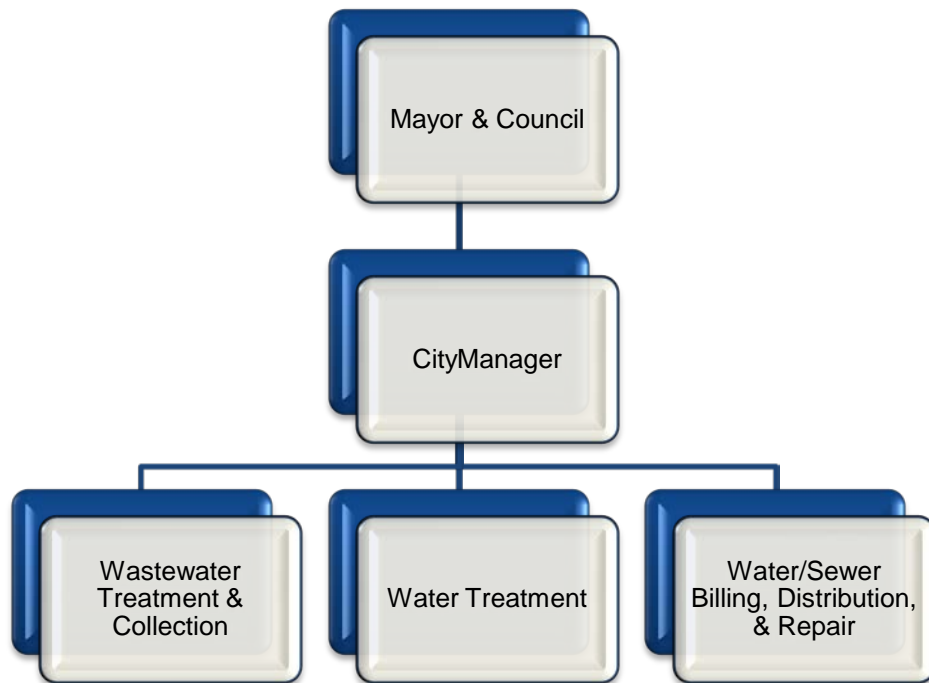 Mayor & Council
CityManager
Wastewater
Treatment &
Collection
Water Treatment
Water/Sewer
Billing, Distribution,
& Repair